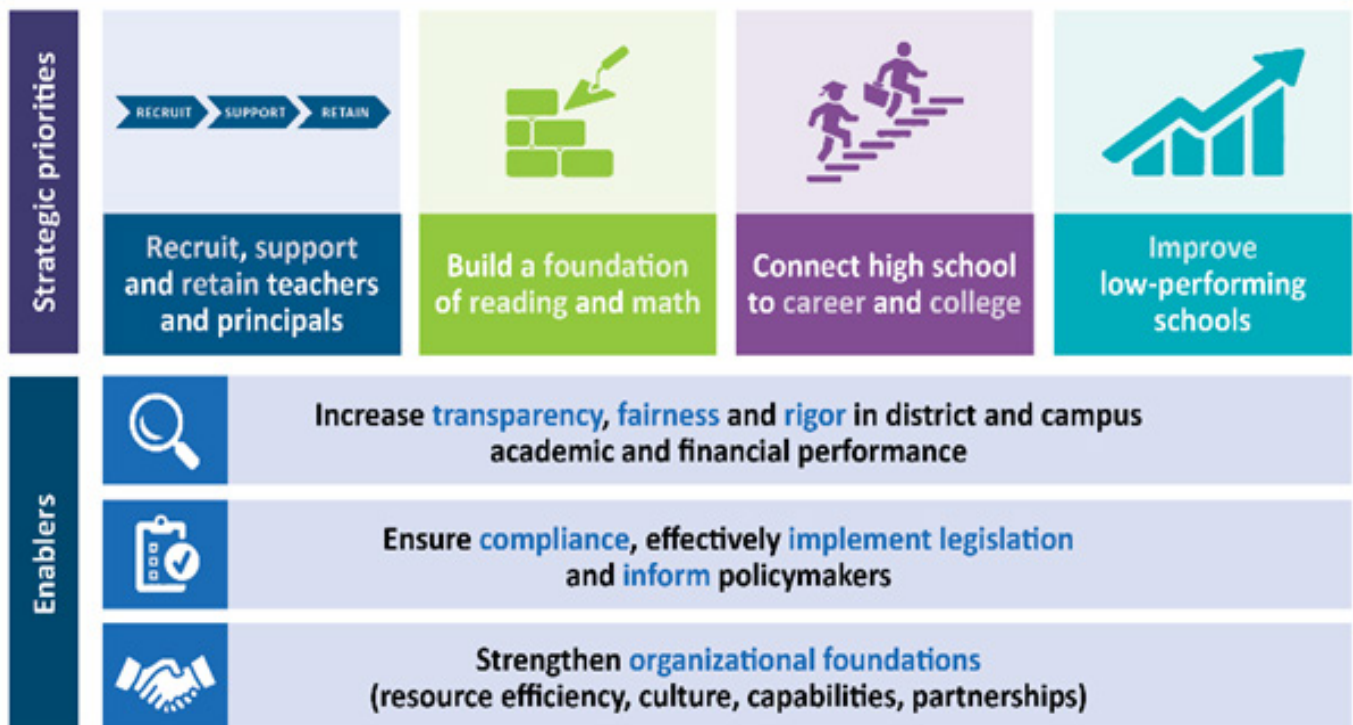 Strategic priorities
RECRUIT SUPPORT RETAIN
Recruit, support
and retain teachers
and principals
Build a foundation
of reading and math
Connect high school
to career and college
Improve
low-performing
schools
Enablers
Increase transparency, fairness and rigor in district and campus
academic and financial performance
Ensure compliance, effectively implement legislation
and inform policymakers
Strengthen organizational foundations
(resource efficiency, culture, capabilities, partnerships)